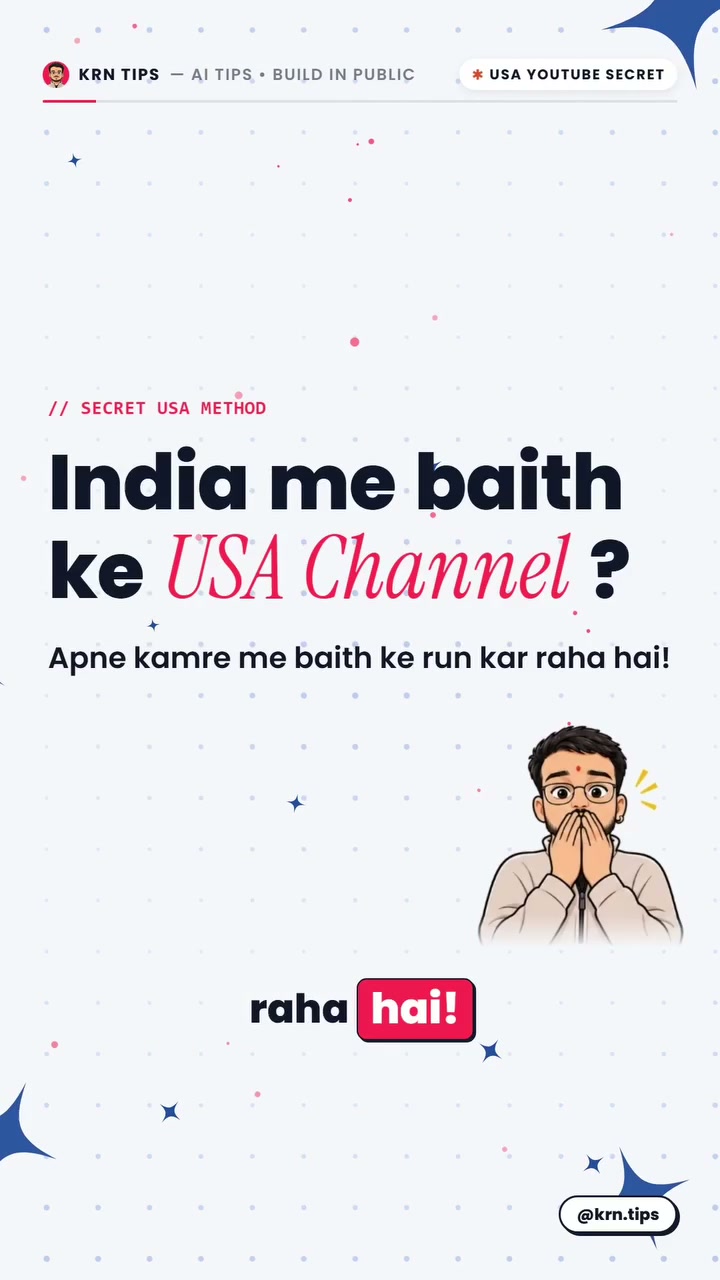 KRN TIPS — AI TIPS • BUILD IN PUBLIC
✱ USA YOUTUBE SECRET
// SECRET USA METHOD
India me baith
ke USA Channel ?
Apne kamre me baith ke run kar raha hai!
raha hai!
@krn.tips